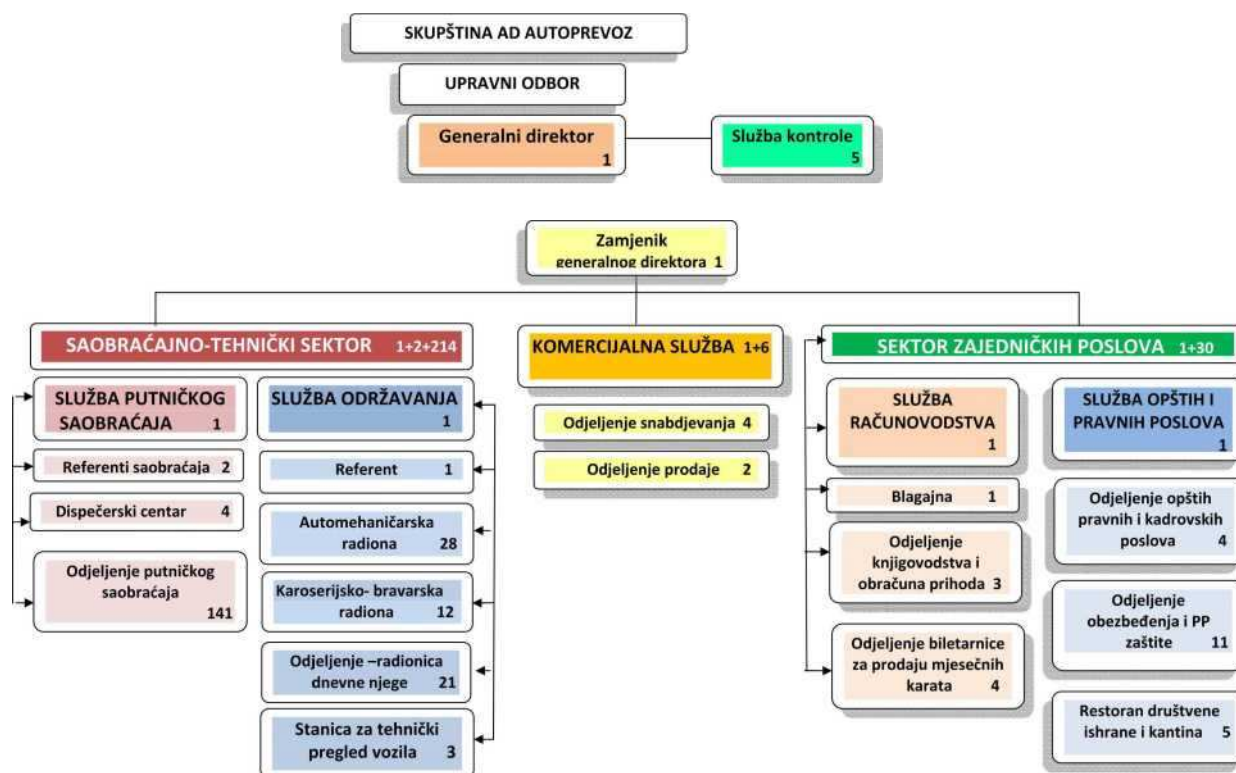 SKUPŠTINA AD AUTOPREVOZ
UPRAVNI ODBOR
Generalni direktor
1
Služba kontrole
5
Zamjenik
generalnog direktora 1
SAOBRAĆAJNO-TEHNIČKI SEKTOR 1+2+214
SLUŽBA PUTNIČKOG
SAOBRAĆAJA 1
Referenti saobraćaja 2
Dispečerski centar 4
Odjeljenje putničkog
saobraćaja
141
SLUŽBA ODRŽAVANJA
1
Referent 1
Automehaničarska
radiona 28
Karoserijsko- bravarska
radiona 12
Odjeljenje –radionica
dnevne njege 21
Stanica za tehnički
pregled vozila 3
KOMERCIJALNA SLUŽBA 1+6
Odjeljenje snabdjevanja 4
Odjeljenje prodaje 2
SEKTOR ZAJEDNIČKIH POSLOVA 1+30
SLUŽBA
RAČUNOVODSTVA
1
Blagajna 1
Odjeljenje
knjigovodstva i
obračuna prihoda 3
Odjeljenje biletarnice
za prodaju mjesečnih
karata 4
SLUŽBA OPŠTIH I
PRAVNIH POSLOVA
1
Odjeljenje opštih
pravnih i kadrovskih
poslova 4
Odjeljenje
obezbeđenja i PP
zaštite 11
Restoran društvene
ishrane i kantina 5